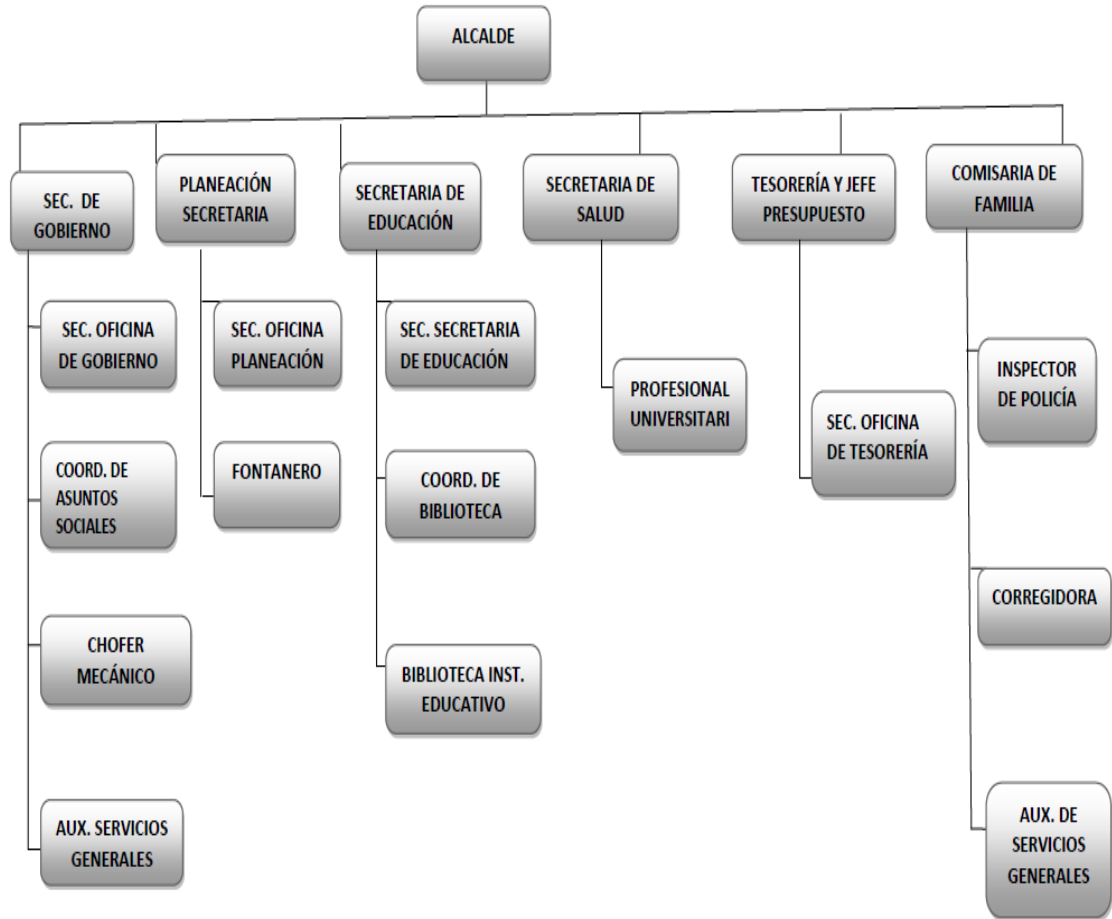 ALCALDE
SEC. DE
GOBIERNO
PLANEACIÓN
SECRETARIA
SECRETARIA DE
EDUCACIÓN
SECRETARIA DE
SALUD
TESORERÍA Y JEFE
PRESUPUESTO
COMISARIA DE
FAMILIA
SEC. OFICINA
DE GOBIERNO
COORD. DE
ASUNTOS
SOCIALES
CHOFER
MECÁNICO
AUX. SERVICIOS
GENERALES
SEC. OFICINA
PLANEACIÓN
FONTANERO
SEC. SECRETARIA
DE EDUCACIÓN
COORD. DE
BIBLIOTECA
BIBLIOTECA INST.
EDUCATIVO
PROFESIONAL
UNIVERSITARI
SEC. OFICINA
DE TESORERÍA
INSPECTOR
DE POLICÍA
CORREGIDORA
AUX. DE
SERVICIOS
GENERALES